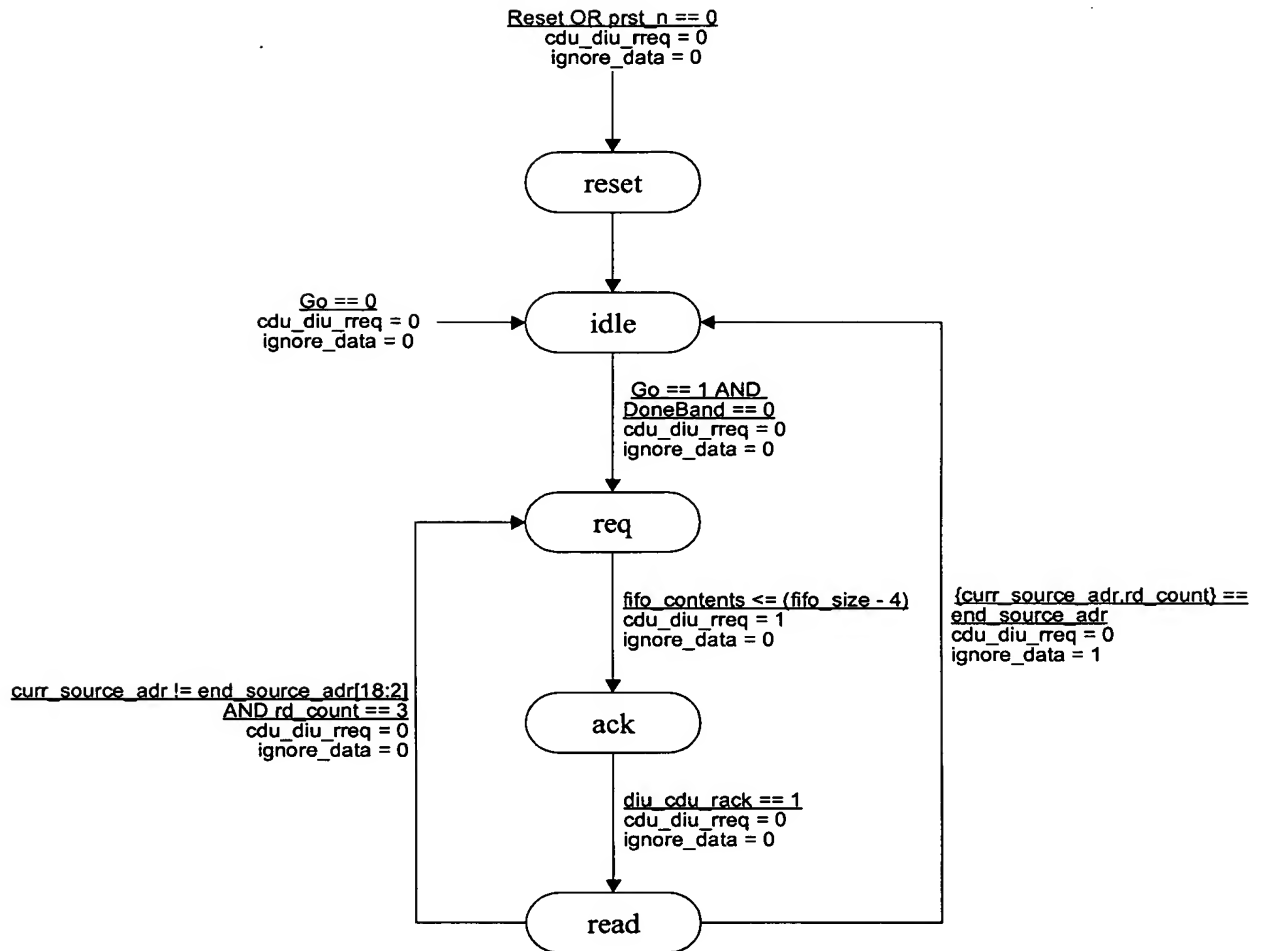 Reset OR prst_n == 0
cdu_diu_rreq = 0
ignore_data = 0
reset
Go == 0
cdu_diu_rreq = 0
ignore_data = 0
idle
Go == 1 AND
DoneBand == 0
cdu_diu_rreq = 0
ignore_data = 0
req
fifo_contents <= (fifo_size - 4)
cdu_diu_rreq = 1
ignore_data = 0
{curr_source_adr,rd_count} ==
end_source_adr
cdu_diu_rreq = 0
ignore_data = 1
curr_source_adr != end_source_adr[18:2]
AND rd_count == 3
cdu_diu_rreq = 0
ignore_data = 0
ack
diu_cdu_rack == 1
cdu_diu_rreq = 0
ignore_data = 0
read